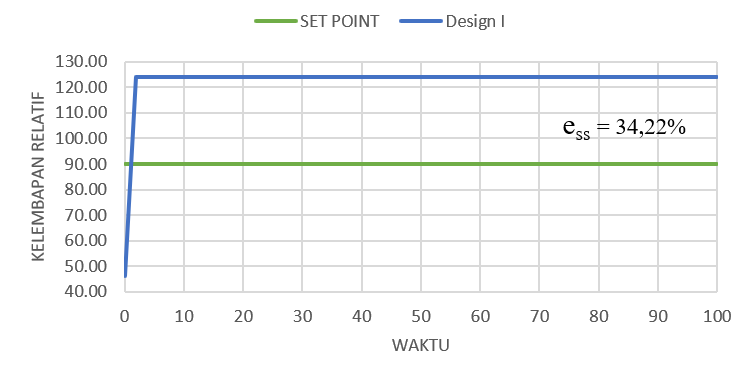 SET POINT Design I
130.00
120.00
110.00
100.00
90.00
80.00
70.00
60.00
50.00
40.00
KELEMBAPAN RELATIF
e_ss = 34,22%
0 10 20 30 40 50 60 70 80 90 100
WAKTU